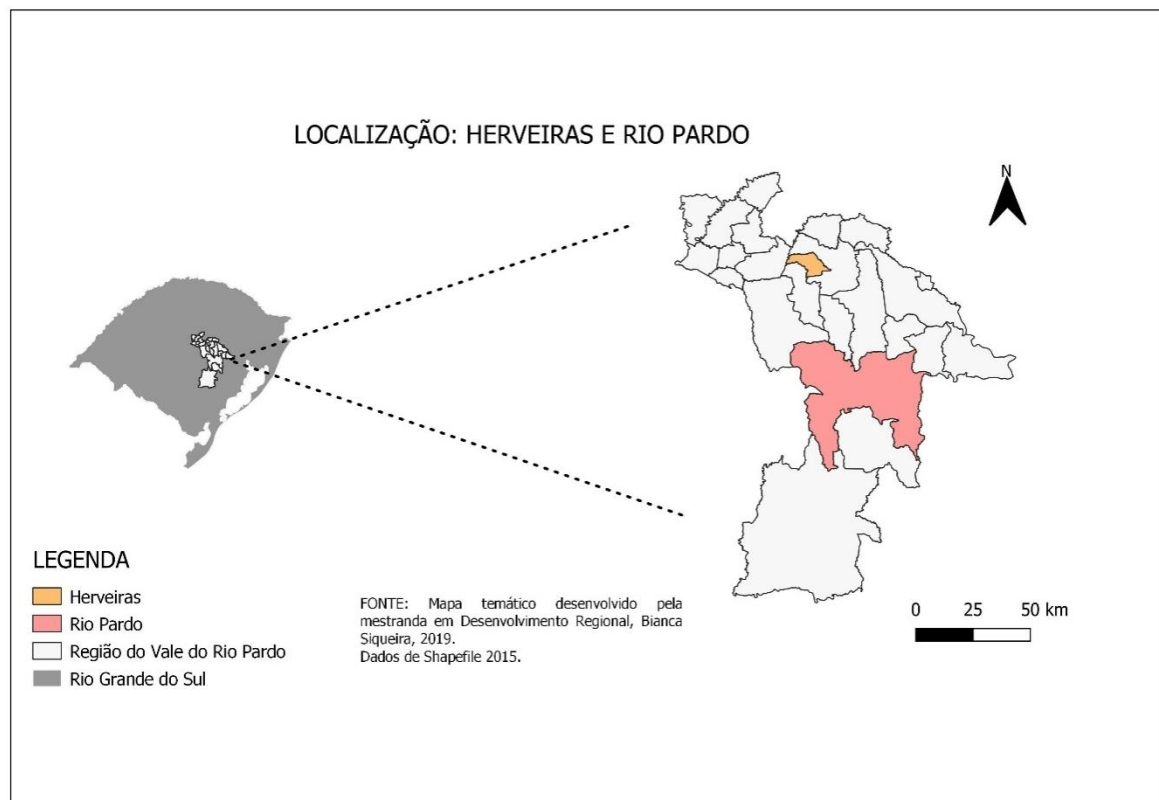 LOCALIZAÇÃO: HERVEIRAS E RIO PARDO
N
LEGENDA
Herveiras
Rio Pardo
Região do Vale do Rio Pardo
Rio Grande do Sul
FONTE: Mapa temático desenvolvido pela
mestranda em Desenvolvimento Regional, Bianca
Siqueira, 2019.
Dados de Shapefile 2015.
0 25 50 km